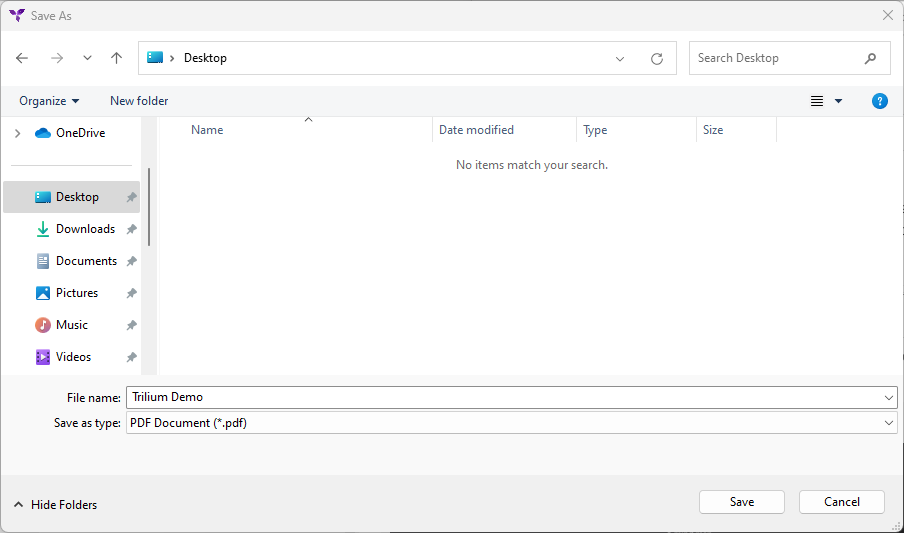 Save As
Desktop
Search Desktop
Organize New folder
OneDrive
Desktop
Downloads
Documents
Pictures
Music
Videos
Name Date modified Type Size
No items match your search.
File name: Trilium Demo
Save as type: PDF Document (*.pdf)
Hide Folders Save Cancel